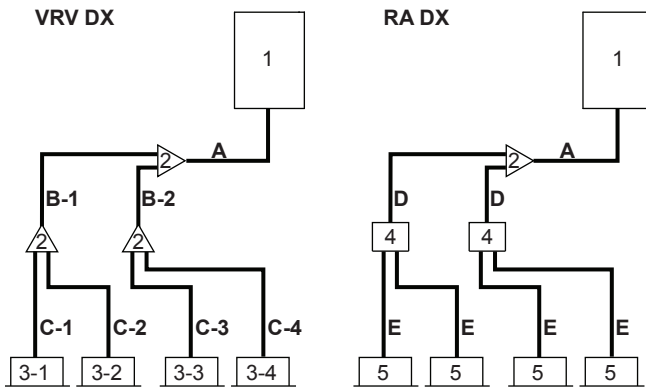 VRV DX RA DX
1 1
2 A 2 A
B-1 B-2 D D
2 2 4 4
C-1 C-2 C-3 C-4 E E E E
3-1 3-2 3-3 3-4 5 5 5 5